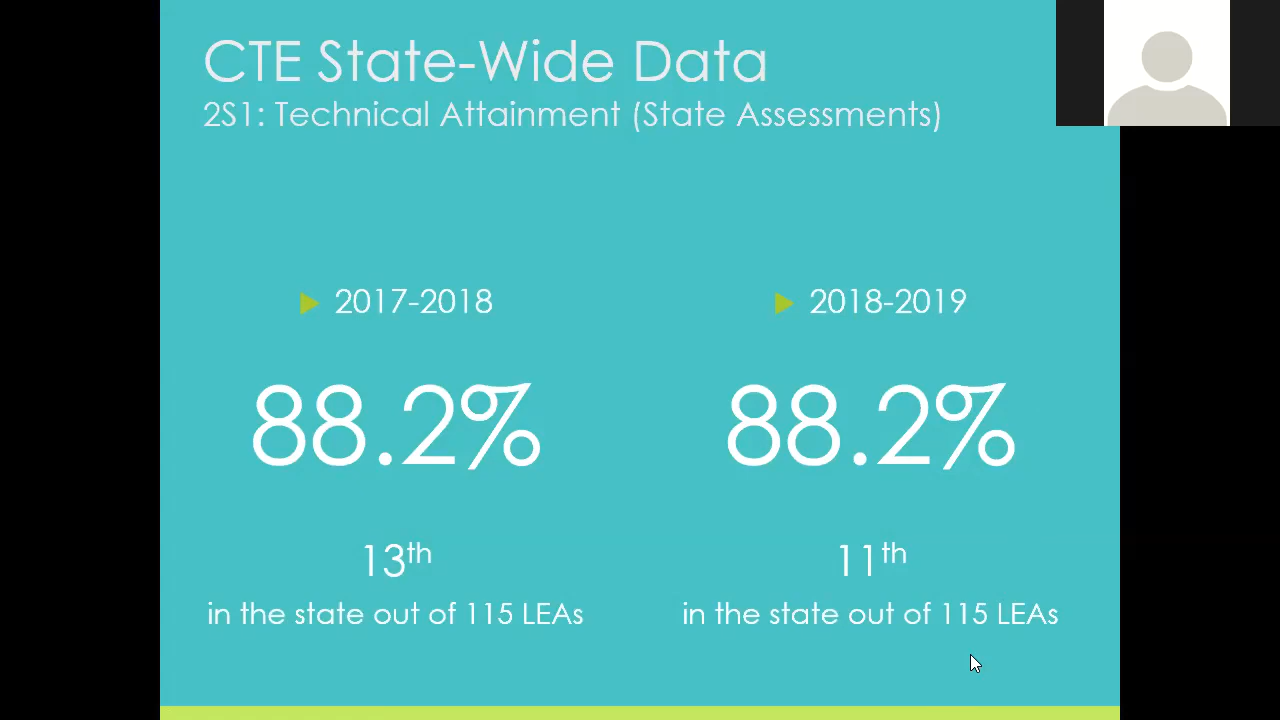 CTE State-Wide Data
2S1: Technical Attainment (State Assessments)
2017-2018
88.2%
13th
in the state out of 115 LEAs
2018-2019
88.2%
11th
in the state out of 115 LEAs